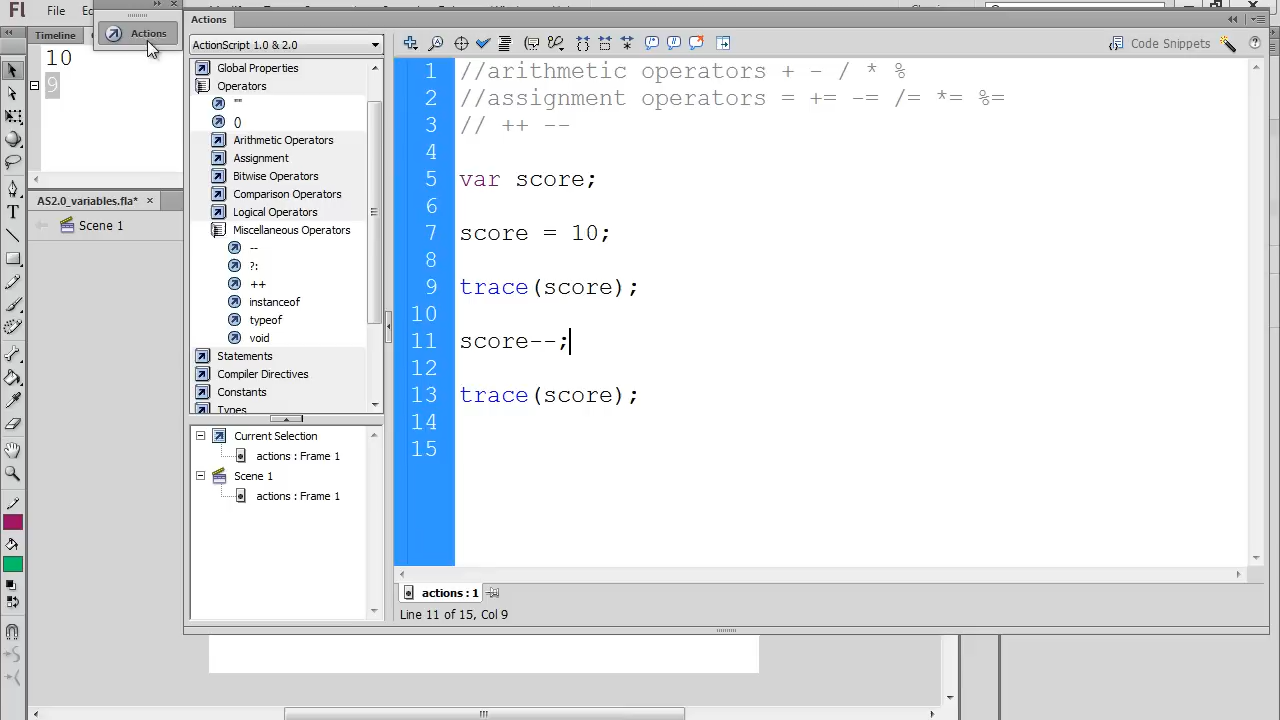 Fl File Ed
Timeline
Actions
10
9
AS2.0_variables.fla*
Scene 1
Actions
ActionScript 1.0 & 2.0
Global Properties
Operators
""
()
Arithmetic Operators
Assignment
Bitwise Operators
Comparison Operators
Logical Operators
Miscellaneous Operators
--
?:
++
instanceof
typeof
void
Statements
Compiler Directives
Constants
Types
Current Selection
actions : Frame 1
Scene 1
actions : Frame 1
Code Snippets
1 //arithmetic operators + - / * %
2 //assignment operators = += -= /= *= %=
3 // ++ --
4
5 var score;
6
7 score = 10;
8
9 trace(score);
10
11 score--;
12
13 trace(score);
14
15
actions : 1
Line 11 of 15, Col 9